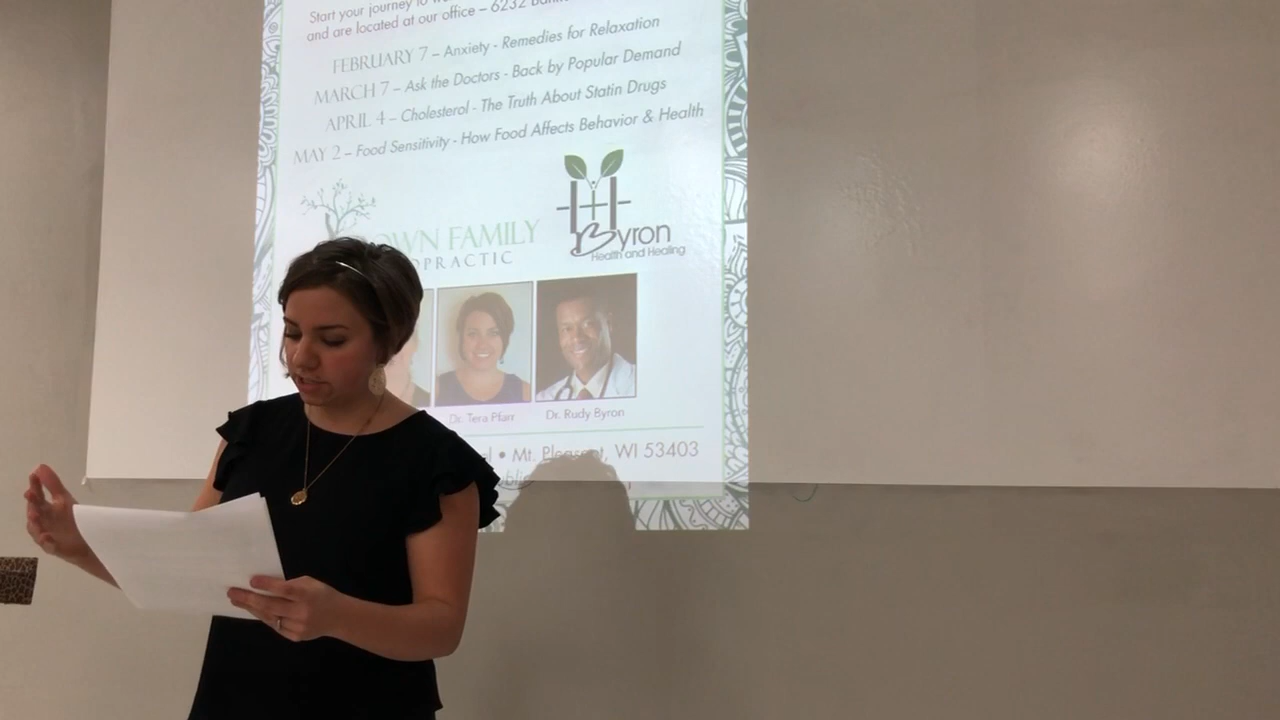 Start your journey to
and are located at our office – 6232
FEBRUARY 7 – Anxiety - Remedies for Relaxation
MARCH 7 – Ask the Doctors - Back by Popular Demand
APRIL 4 – Cholesterol - The Truth About Statin Drugs
MAY 2 – Food Sensitivity - How Food Affects Behavior & Health
OWN FAMILY
OPRACTIC
H
Byron
Health and Healing
Dr. Tera Pfarr
Dr. Rudy Byron
el • Mt. Pleasant, WI 53403